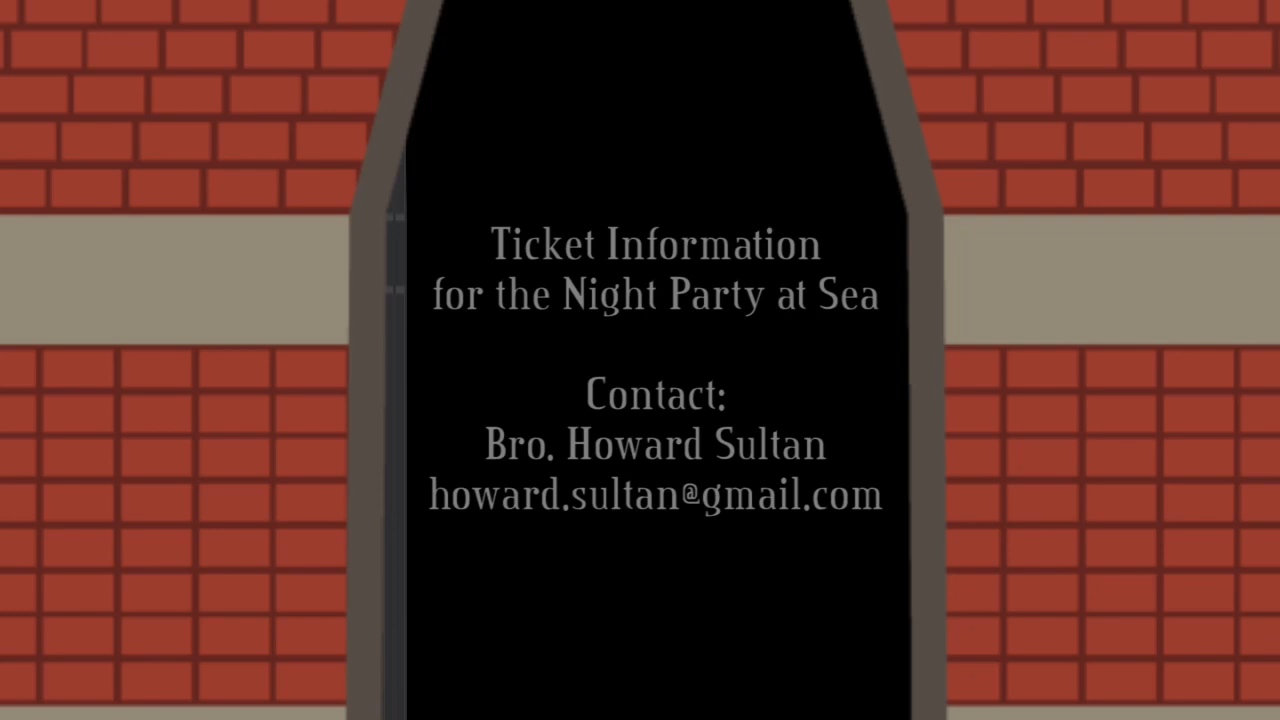 Ticket Information
for the Night Party at Sea
Contact:
Bro. Howard Sultan
howard.sultan@gmail.com